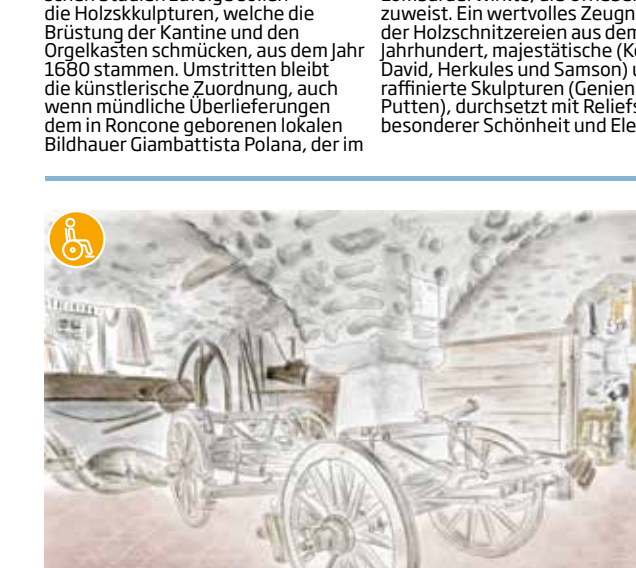 die Holzskkulpturen, welche die
Brüstung der Kantine und den
Orgelkasten schmücken, aus dem Jahr
1680 stammen. Umstritten bleibt
die künstlerische Zuordnung, auch
wenn mündliche Überlieferungen
dem in Roncone geborenen lokalen
Bildhauer Giambattista Polana, der im
zuweist. Ein wertvolles Zeugn
der Holzschnitzereien aus dem
Jahrhundert, majestätische (Kö
David, Herkules und Samson) u
raffinierte Skulpturen (Genien
Putten), durchsetzt mit Reliefs
besonderer Schönheit und Ele